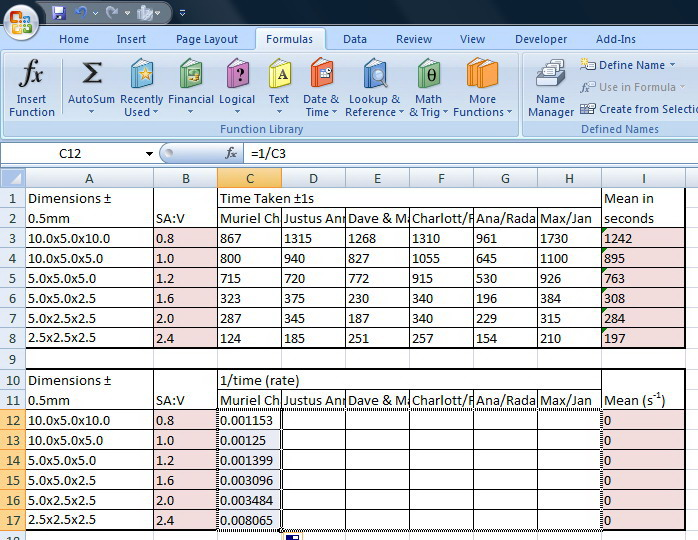 Home Insert Page Layout Formulas Data Review View Developer Add-Ins
Insert Function
AutoSum
Recently Used
Financial
Logical
Text
Date & Time
Lookup & Reference
Math & Trig
More Functions
Name Manager
Define Name
Use in Formula
Create from Selectio
Function Library
Defined Names
C12 fx =1/C3
A B C D E F G H I
1 Dimensions ± Time Taken ±1s Mean in
2 0.5mm SA:V Muriel Ch Justus Ann Dave & Ma Charlott/F Ana/Rada Max/Jan seconds
3 10.0x5.0x10.0 0.8 867 1315 1268 1310 961 1730 1242
4 10.0x5.0x5.0 1.0 800 940 827 1055 645 1100 895
5 5.0x5.0x5.0 1.2 715 720 772 915 530 926 763
6 5.0x5.0x2.5 1.6 323 375 230 340 196 384 308
7 5.0x2.5x2.5 2.0 287 345 187 340 229 315 284
8 2.5x2.5x2.5 2.4 124 185 251 257 154 210 197
9
10 Dimensions ± 1/time (rate)
11 0.5mm SA:V Muriel Ch Justus Ann Dave & Ma Charlott/F Ana/Rada Max/Jan Mean (s⁻¹)
12 10.0x5.0x10.0 0.8 0.001153 0
13 10.0x5.0x5.0 1.0 0.00125 0
14 5.0x5.0x5.0 1.2 0.001399 0
15 5.0x5.0x2.5 1.6 0.003096 0
16 5.0x2.5x2.5 2.0 0.003484 0
17 2.5x2.5x2.5 2.4 0.008065 0